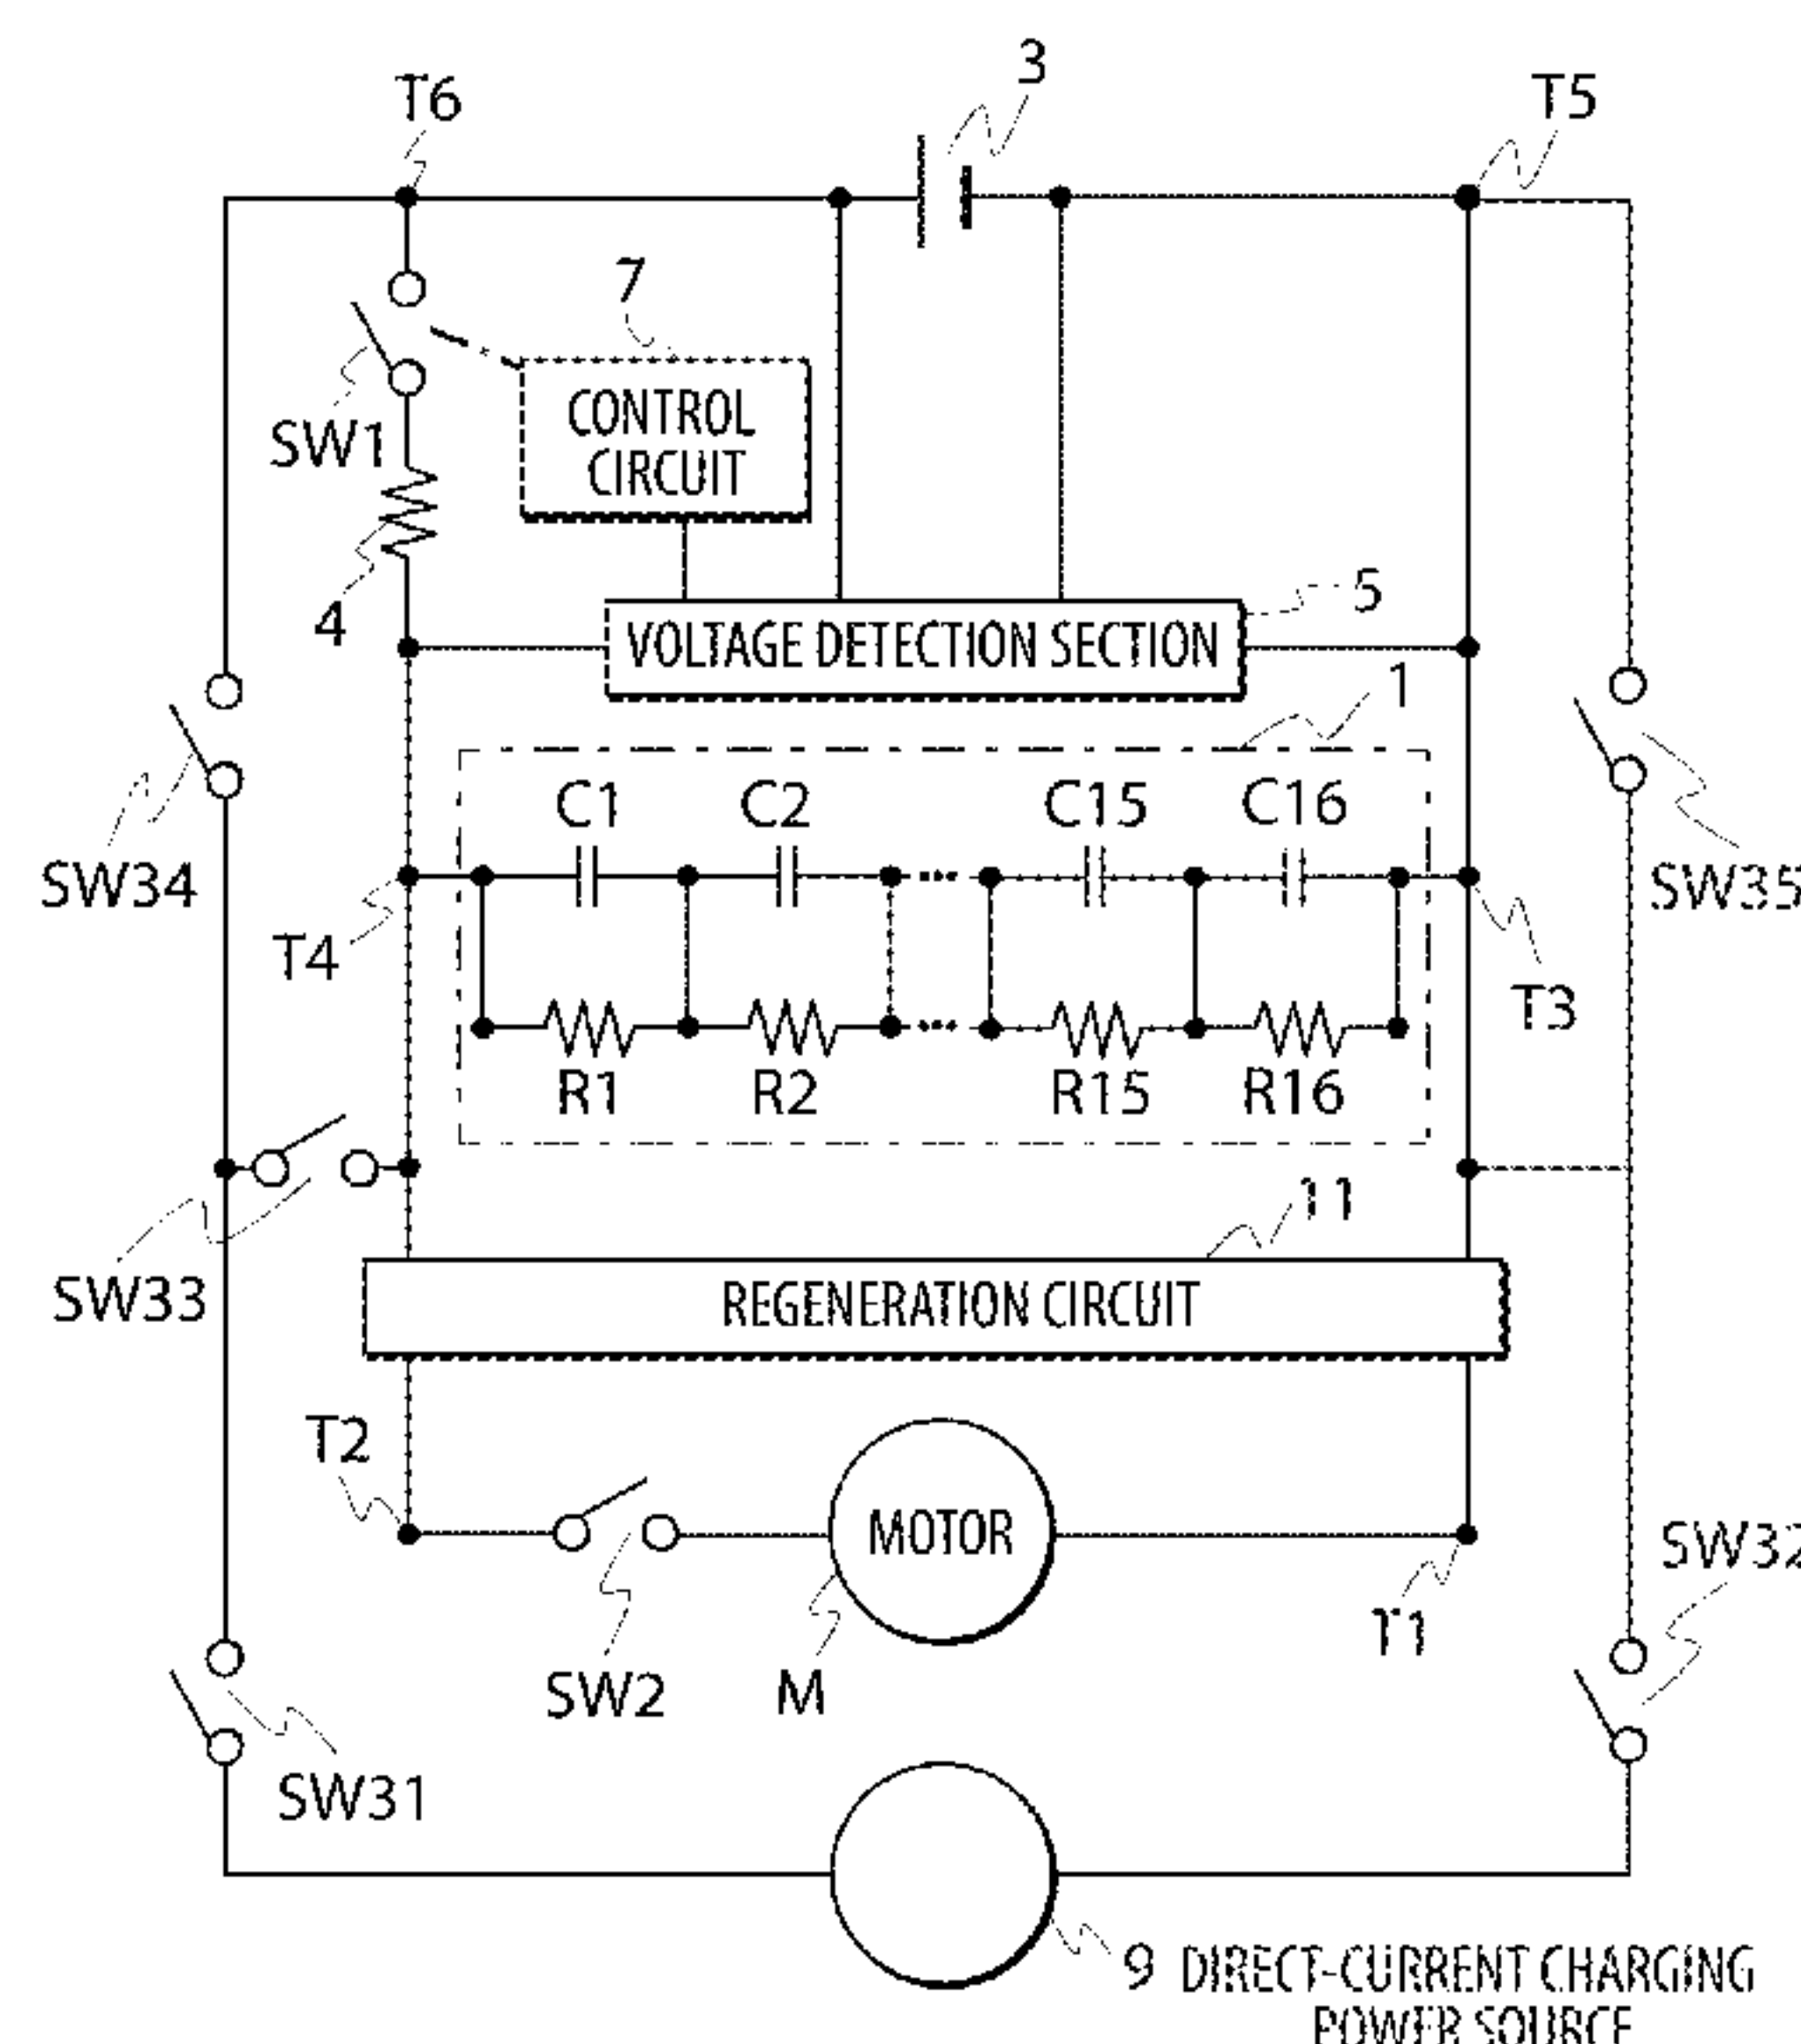 3
T6
T5
7
CONTROL
CIRCUIT
SW1
4
5
VOLTAGE DETECTION SECTION
1
C1
C2
C15
C16
SW34
SW35
T4
T3
R1
R2
R15
R16
11
SW33
REGENERATION CIRCUIT
T2
MOTOR
SW32
T1
SW2
M
SW31
9 DIRECT-CURRENT CHARGING
POWER SOURCE